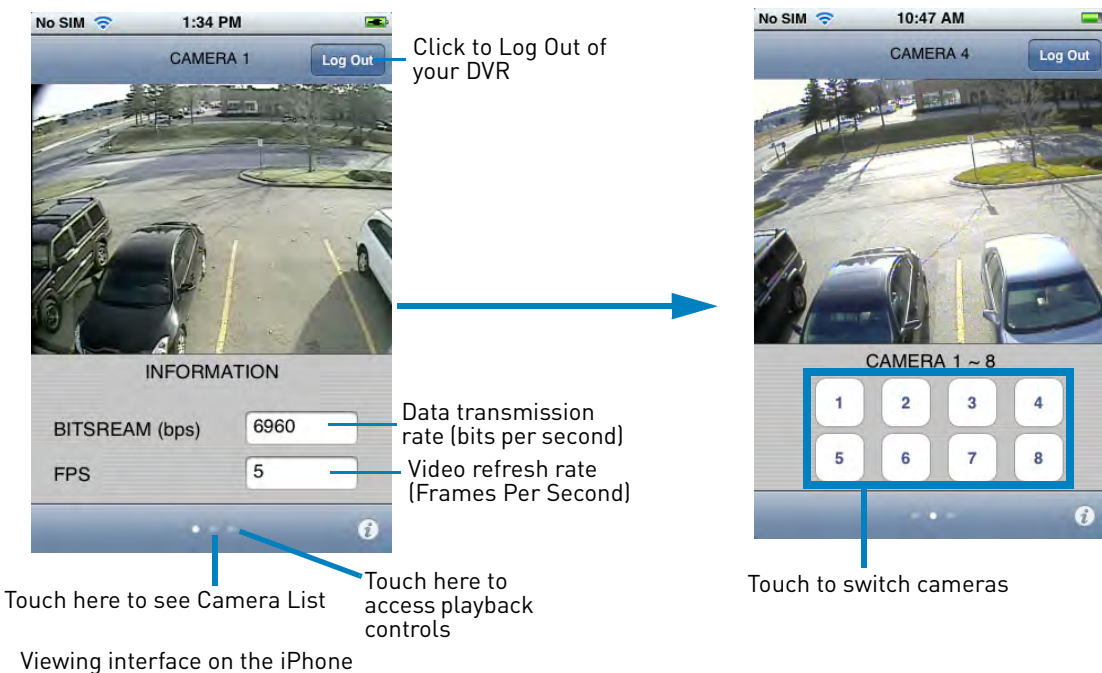 No SIM 1:34 PM
CAMERA 1 Log Out
Click to Log Out of
your DVR
INFORMATION
BITSREAM (bps) 6960
Data transmission
rate (bits per second)
FPS 5
Video refresh rate
(Frames Per Second)
i
Touch here to see Camera List
Touch here to
access playback
controls
Viewing interface on the iPhone
No SIM 10:47 AM
CAMERA 4 Log Out
CAMERA 1 ~ 8
1 2 3 4
5 6 7 8
i
Touch to switch cameras